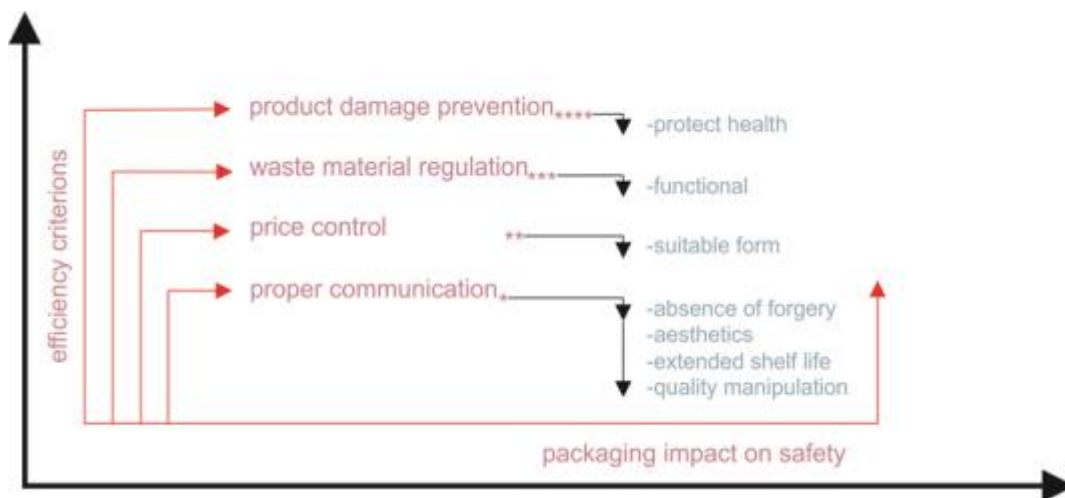 product damage prevention****
-protect health
waste material regulation***
-functional
price control **
-suitable form
proper communication*
-absence of forgery
-aesthetics
-extended shelf life
-quality manipulation
efficiency criterions
packaging impact on safety